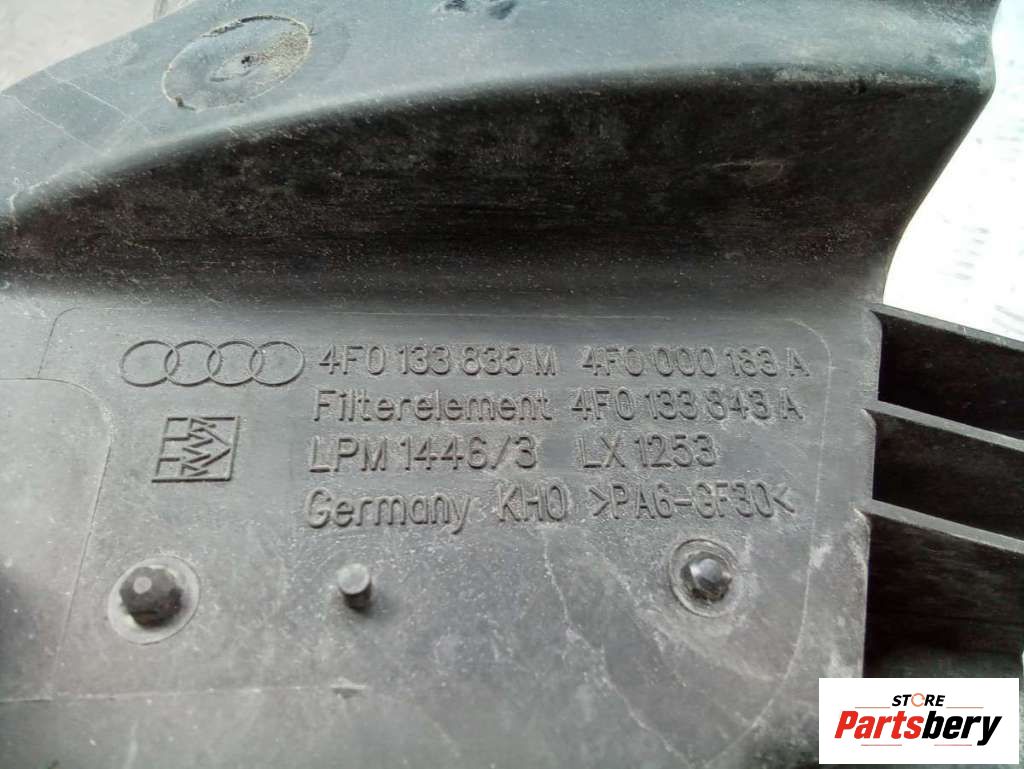 4F0 133 835 M 4F0 000 183 A
Filterelement 4F0 133 843 A
LPM 1446/3 LX 1253
Germany KHO >PA6-GF30<
STORE
Partsbery